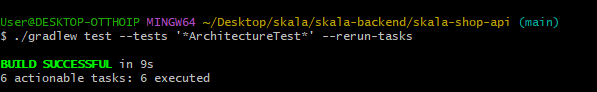 User@DESKTOP-OTTHOIP MINGW64 ~/Desktop/skala/skala-backend/skala-shop-api (main)
$ ./gradlew test --tests '*ArchitectureTest*' --rerun-tasks
BUILD SUCCESSFUL in 9s
6 actionable tasks: 6 executed